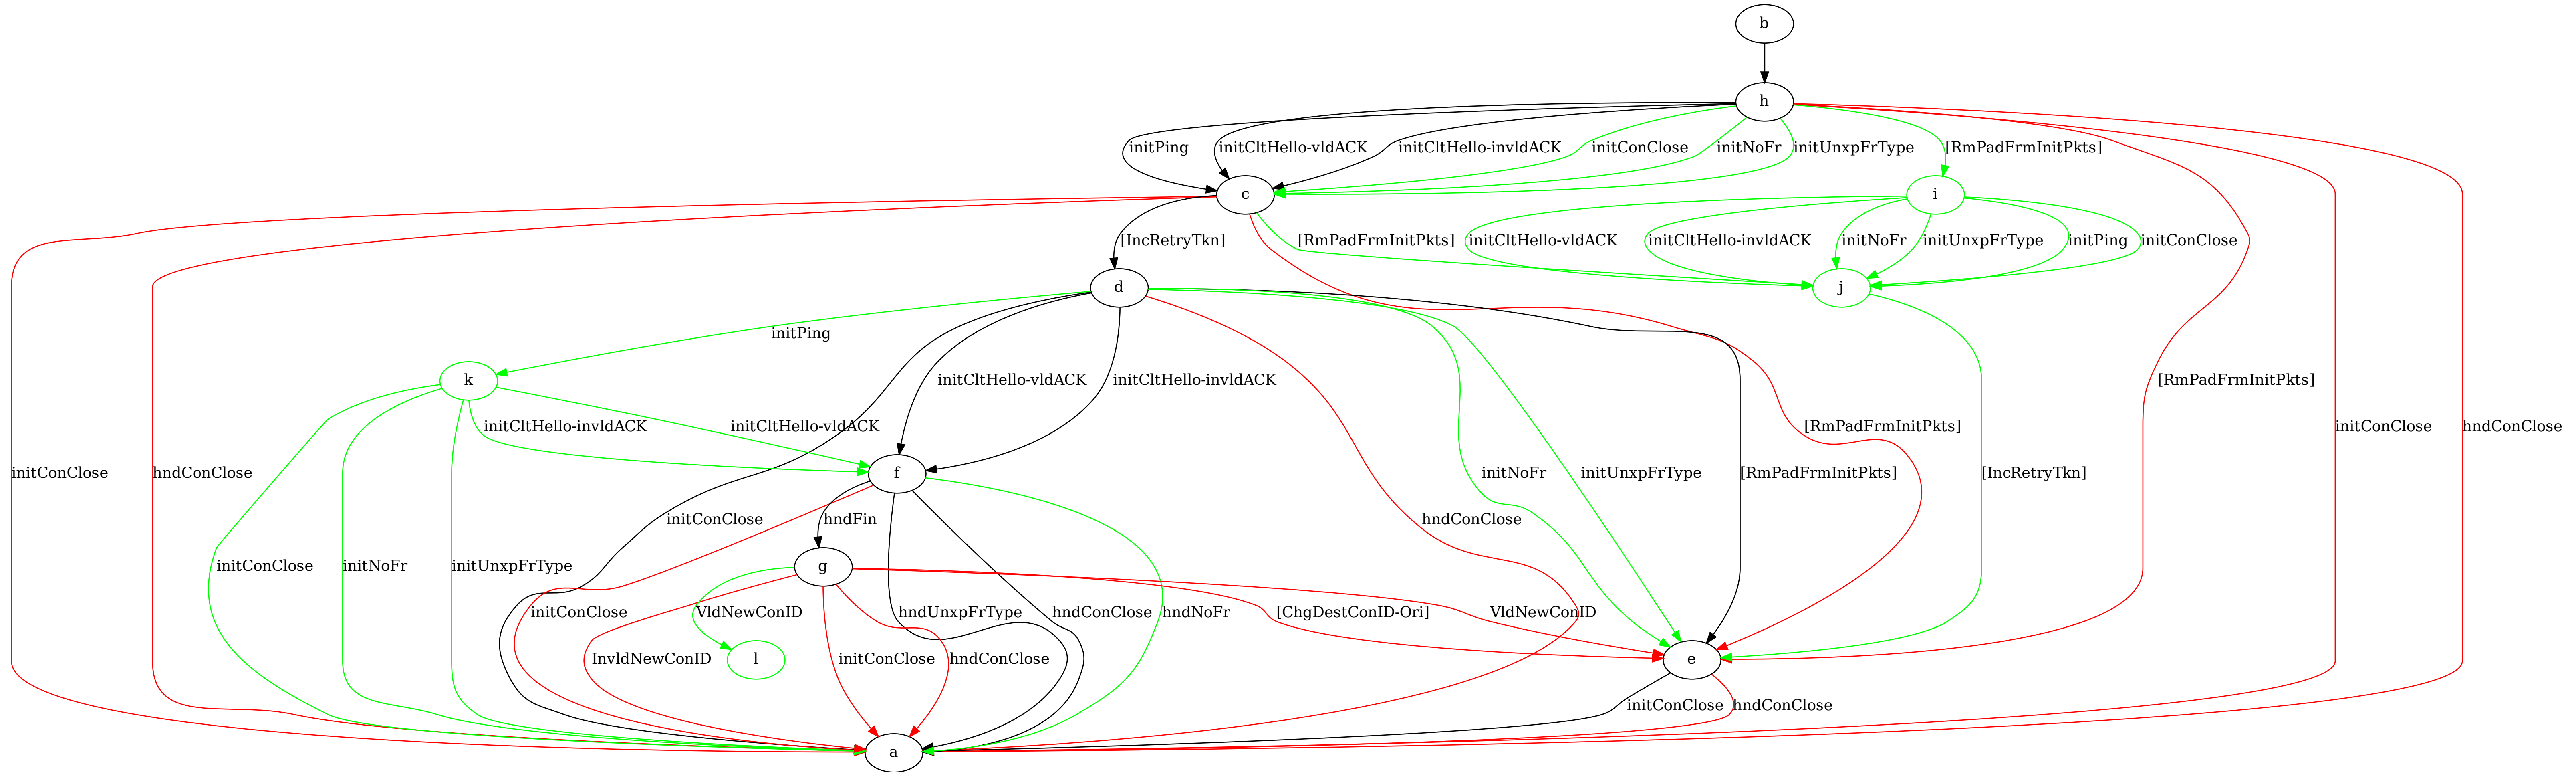 b
h
initPing
initCltHello-vldACK
initCltHello-invldACK
initConClose
initNoFr
initUnxpFrType
[RmPadFrmInitPkts]
c
i
[IncRetryTkn]
[RmPadFrmInitPkts]
initCltHello-vldACK
initCltHello-invldACK
initNoFr
initUnxpFrType
initPing
initConClose
d
j
initPing
k
initCltHello-vldACK
initCltHello-invldACK
[RmPadFrmInitPkts]
initCltHello-invldACK
initCltHello-vldACK
[RmPadFrmInitPkts]
initConClose
hndConClose
initConClose
hndConClose
f
initNoFr
initUnxpFrType
[RmPadFrmInitPkts]
[IncRetryTkn]
initConClose
hndFin
hndConClose
initConClose
initNoFr
initUnxpFrType
g
initConClose
VldNewConID
hndUnxpFrType
hndConClose
hndNoFr
[ChgDestConID-Ori]
VldNewConID
InvldNewConID
l
initConClose
hndConClose
e
initConClose
hndConClose
a